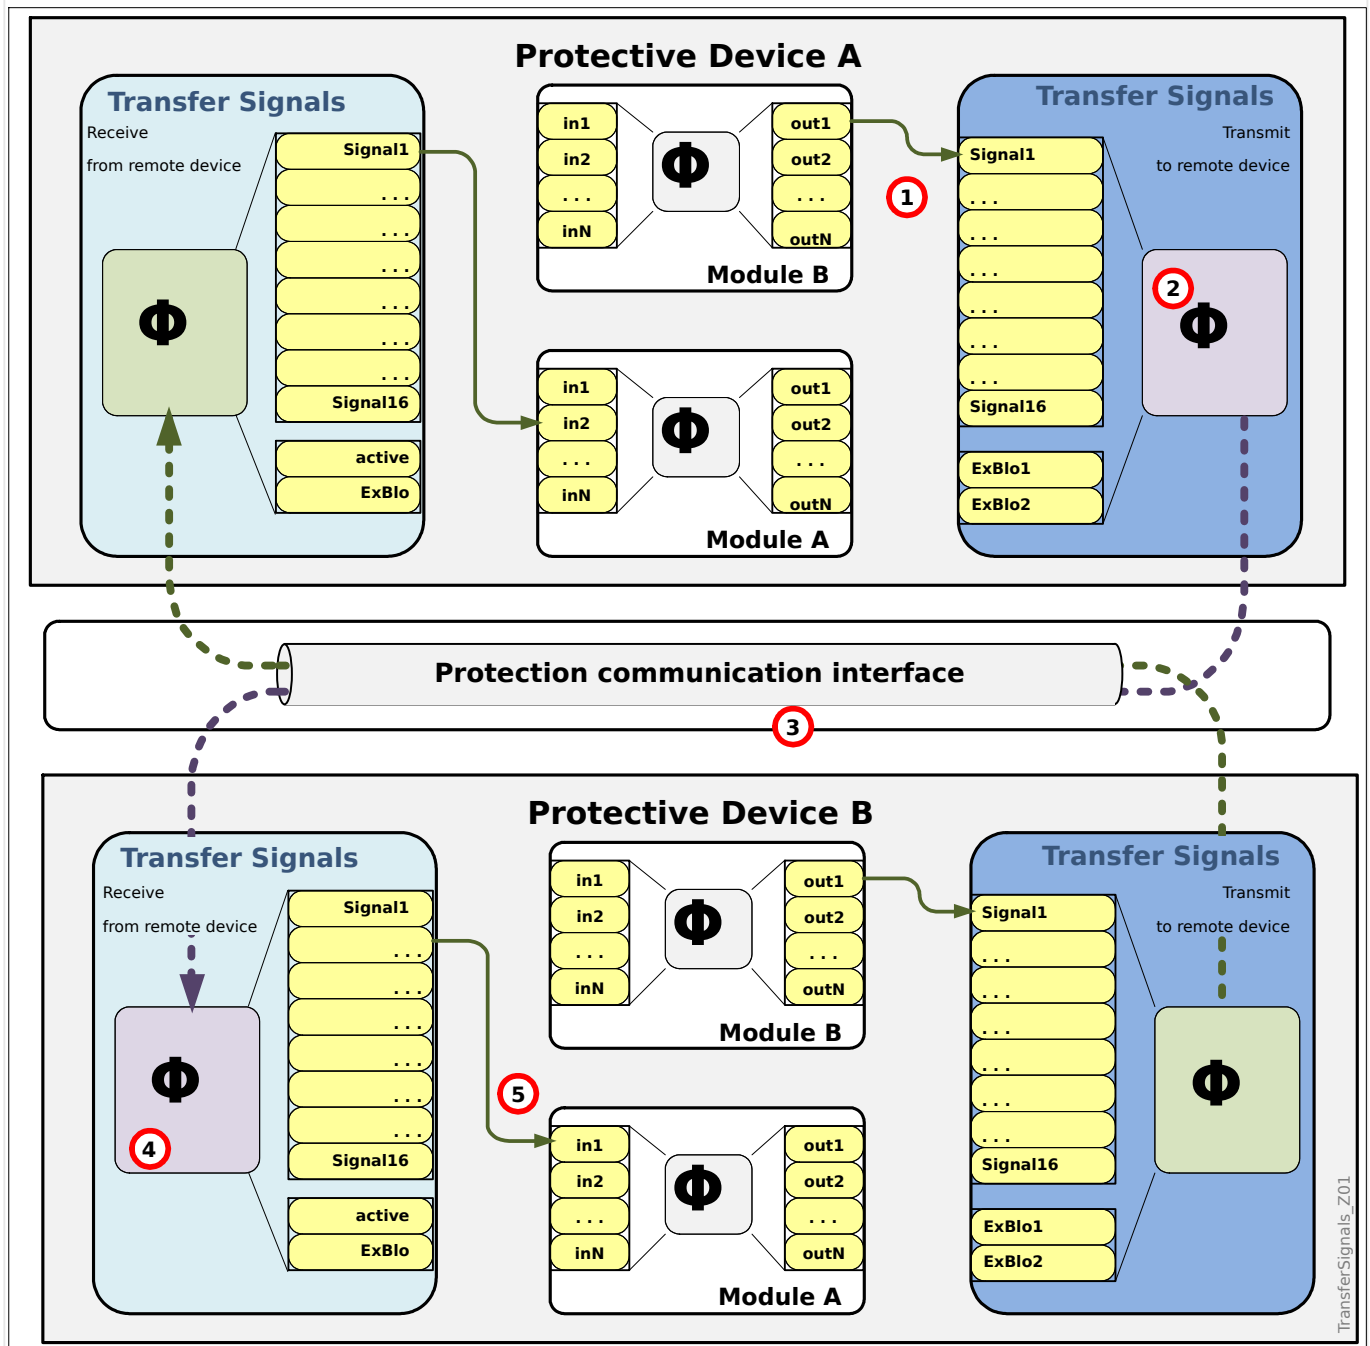 Protective Device A
Transfer Signals
Receive
from remote device
Signal1
. . .
. . .
. . .
. . .
. . .
. . .
Signal16
active
ExBlo
Φ
in1
in2
. . .
inN
Φ
out1
out2
. . .
outN
Module B
in1
in2
. . .
inN
Φ
out1
out2
. . .
outN
Module A
1
Transfer Signals
Transmit
to remote device
Signal1
. . .
. . .
. . .
. . .
. . .
. . .
Signal16
ExBlo1
ExBlo2
2
Φ
Protection communication interface
3
Protective Device B
Transfer Signals
Receive
from remote device
Signal1
. . .
. . .
. . .
. . .
. . .
. . .
Signal16
active
ExBlo
Φ
4
5
in1
in2
. . .
inN
Φ
out1
out2
. . .
outN
Module B
in1
in2
. . .
inN
Φ
out1
out2
. . .
outN
Module A
Transfer Signals
Transmit
to remote device
Signal1
. . .
. . .
. . .
. . .
. . .
. . .
Signal16
ExBlo1
ExBlo2
Φ
TransferSignals_Z01